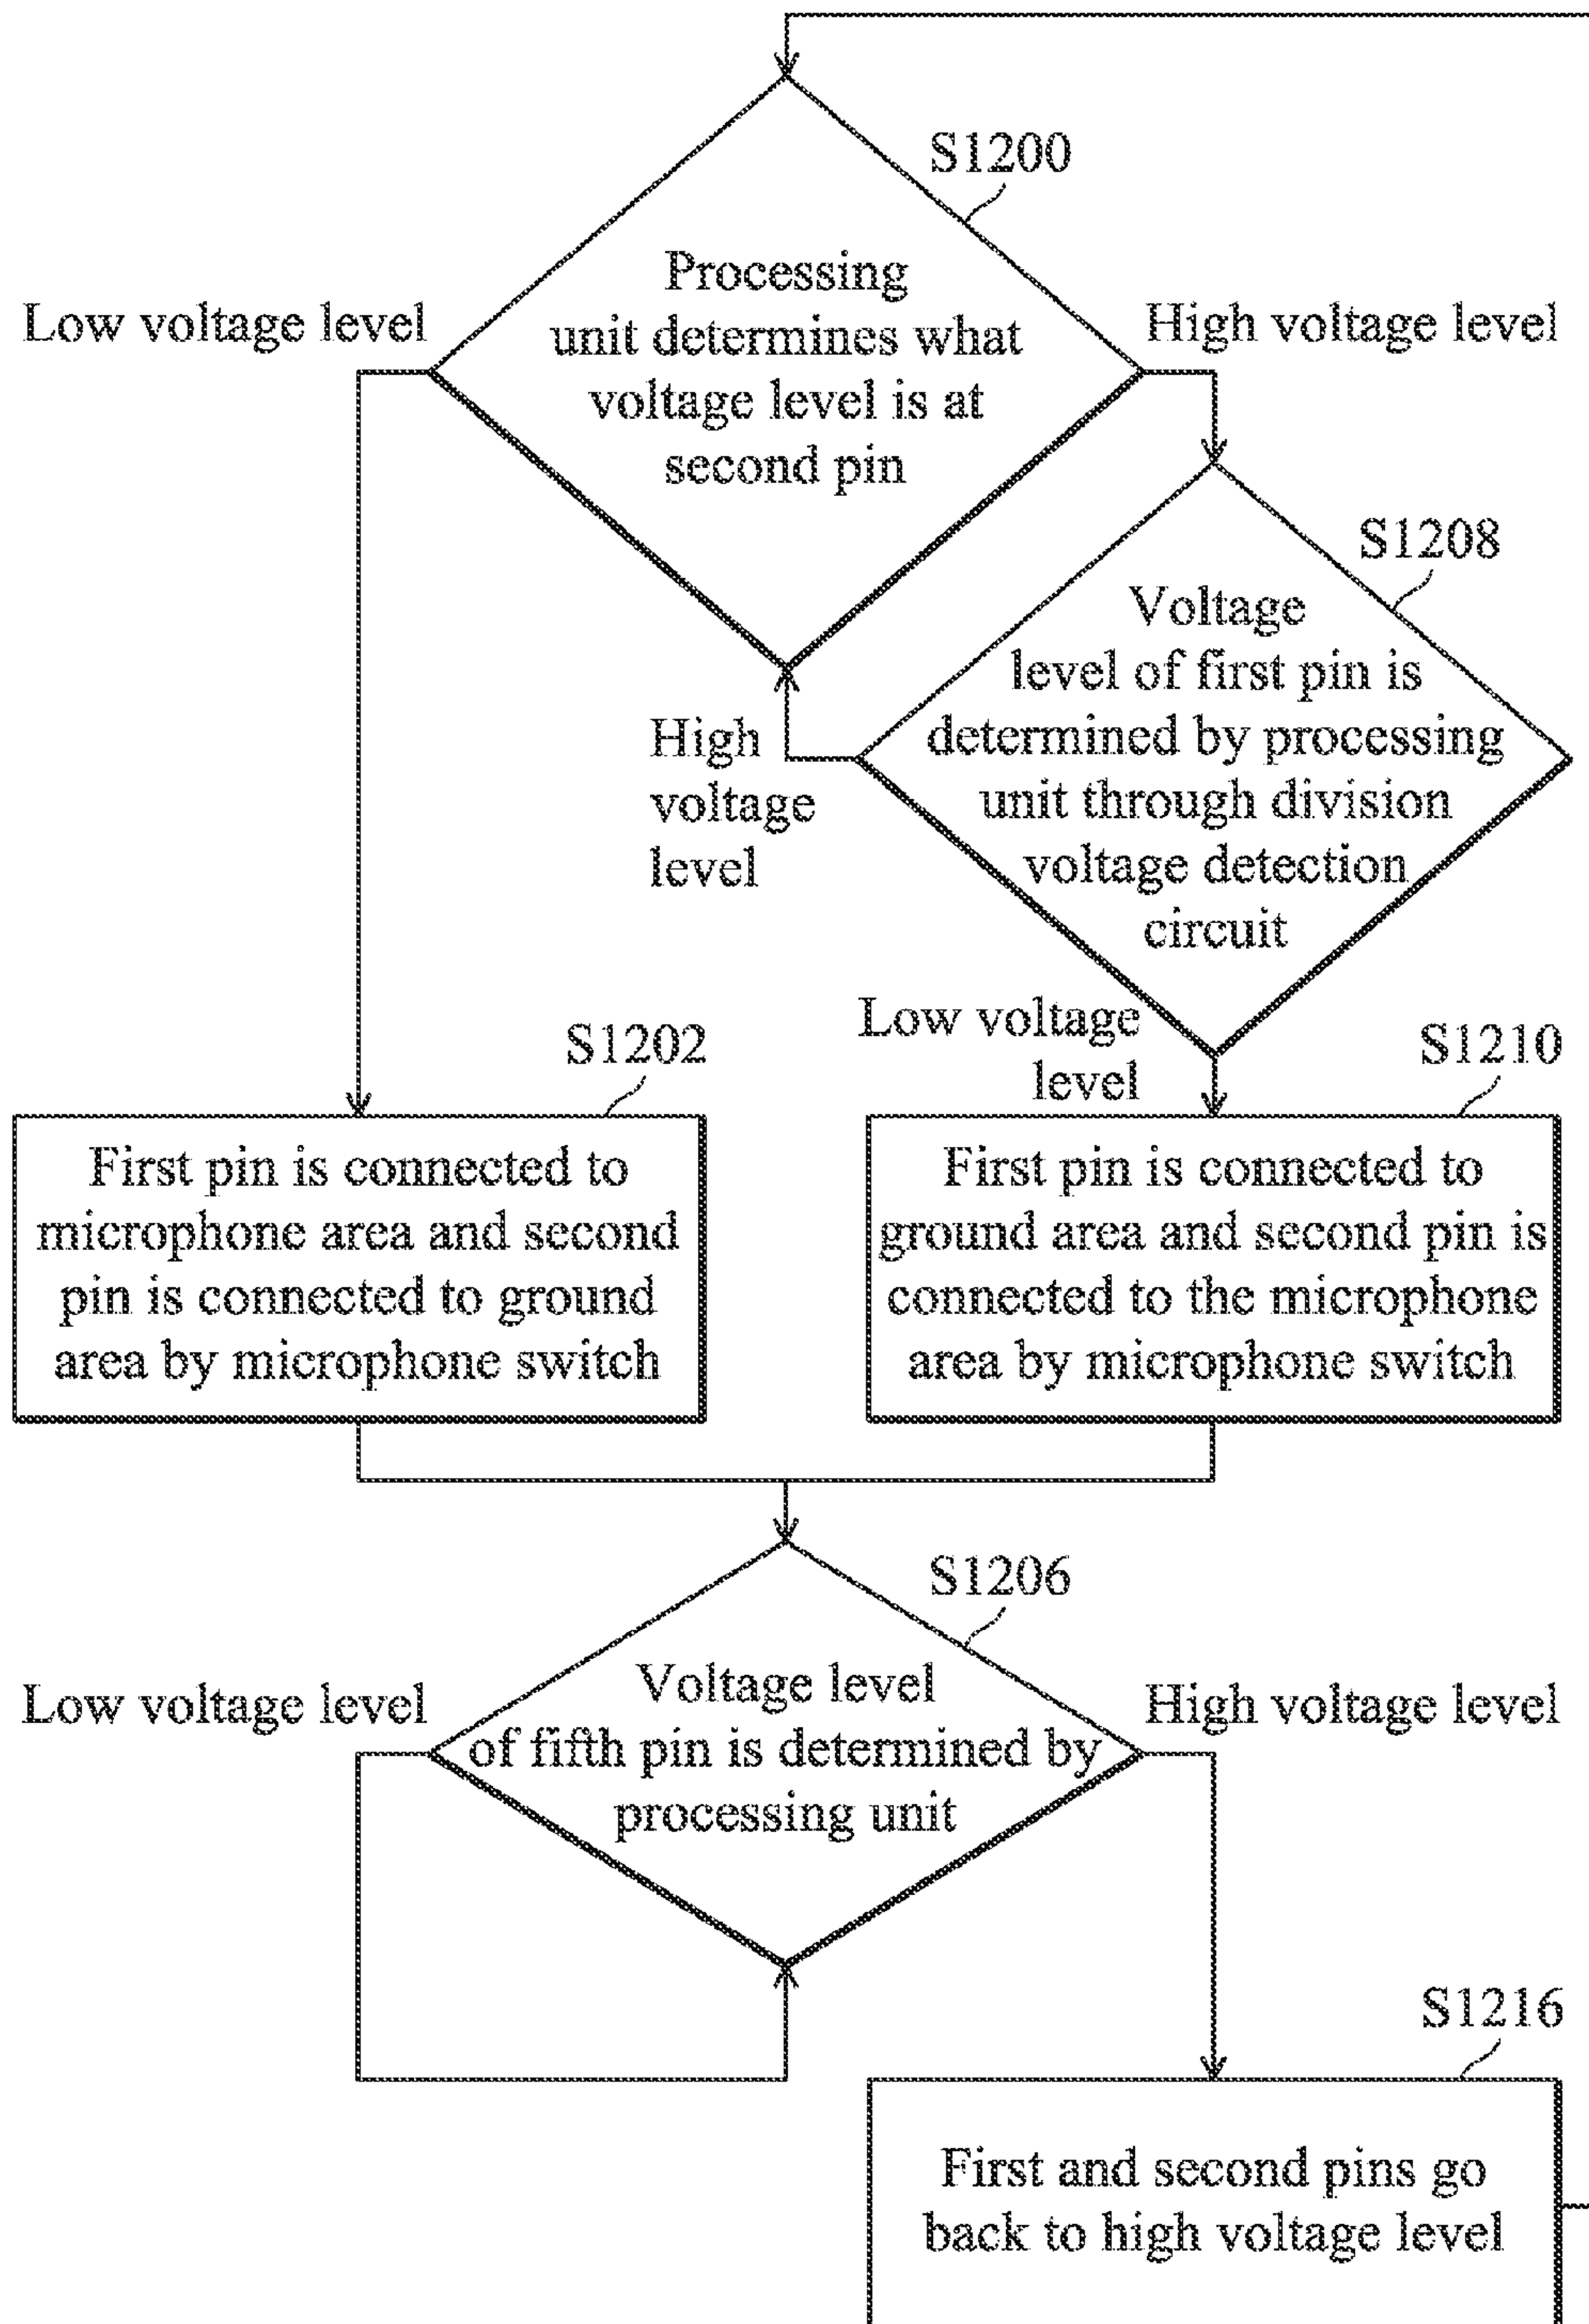 S1200
Processing
unit determines what
voltage level is at
second pin
Low voltage level
High voltage level
S1208
Voltage
level of first pin is
determined by processing
unit through division
voltage detection
circuit
High
voltage
level
Low voltage
level
S1202
First pin is connected to
microphone area and second
pin is connected to ground
area by microphone switch
S1210
First pin is connected to
ground area and second pin is
connected to the microphone
area by microphone switch
S1206
Voltage level
of fifth pin is determined by
processing unit
Low voltage level
High voltage level
S1216
First and second pins go
back to high voltage level